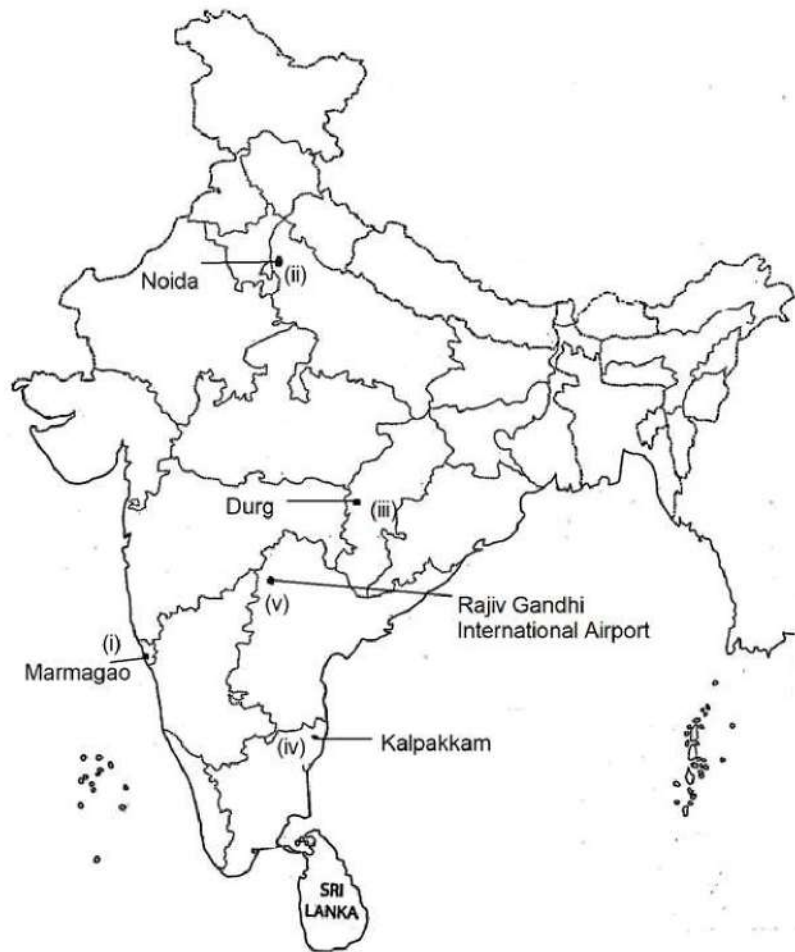 Noida
(ii)
Durg
(iii)
(v)
Rajiv Gandhi
International Airport
(i)
Marmagao
(iv)
Kalpakkam
SRI
LANKA